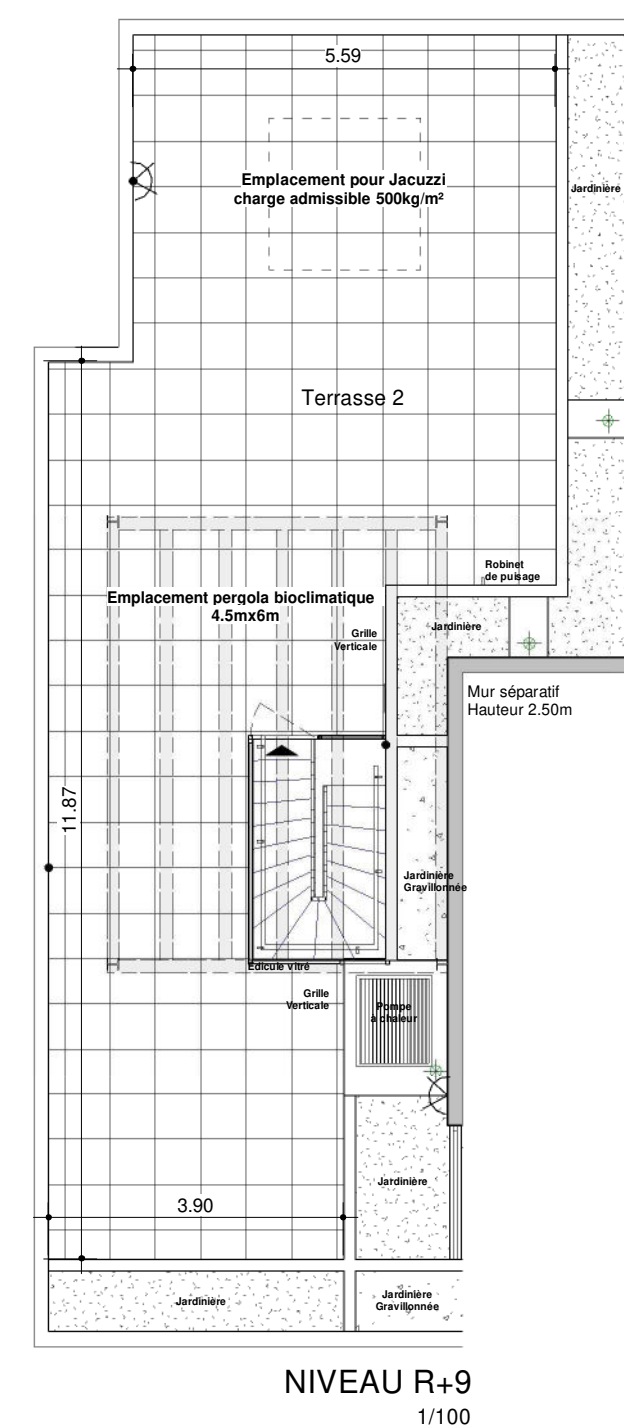 5.59
Emplacement pour Jacuzzi
charge admissible 500kg/m²
Jardinière
Terrasse 2
Robinet
de puisage
Emplacement pergola bioclimatique
4.5mx6m
Grille
Verticale
Jardinière
Mur séparatif
Hauteur 2.50m
11.87
Jardinière
Gravillonnée
Edicule vitré
Grille
Verticale
Pompe
à chaleur
Jardinière
3.90
Jardinière
Jardinière
Gravillonnée
NIVEAU R+9
1/100